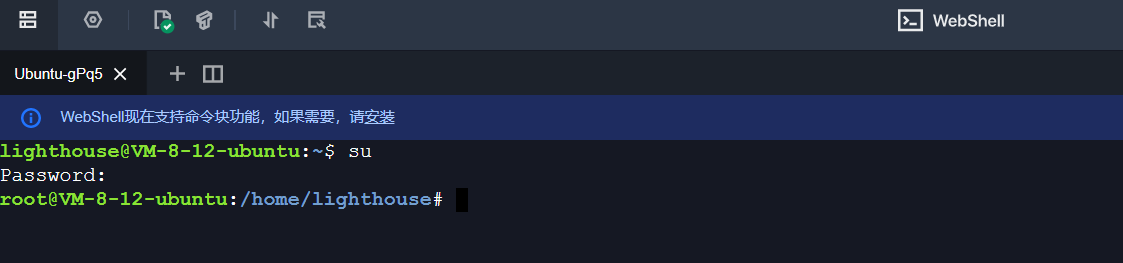 WebShell
Ubuntu-gPq5
WebShell现在支持命令块功能，如果需要，请安装
lighthouse@VM-8-12-ubuntu:~$ su
Password:
root@VM-8-12-ubuntu:/home/lighthouse#